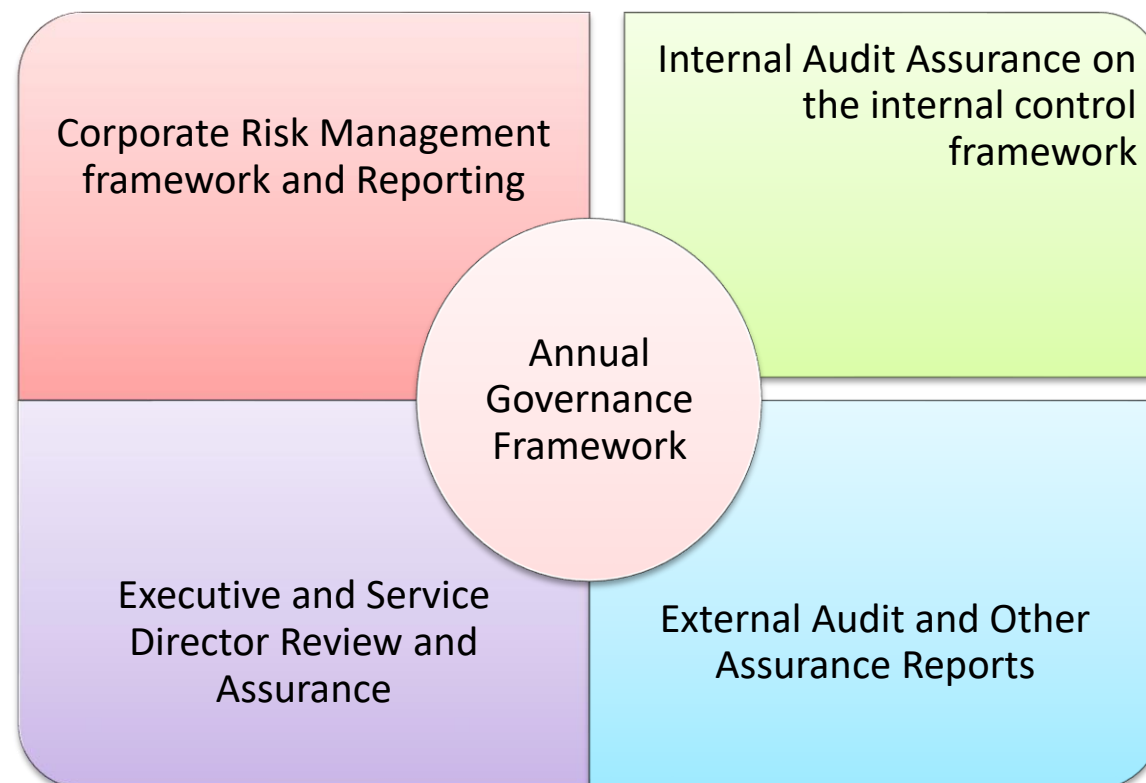 Corporate Risk Management
framework and Reporting
Internal Audit Assurance on
the internal control
framework
Annual
Governance
Framework
Executive and Service
Director Review and
Assurance
External Audit and Other
Assurance Reports